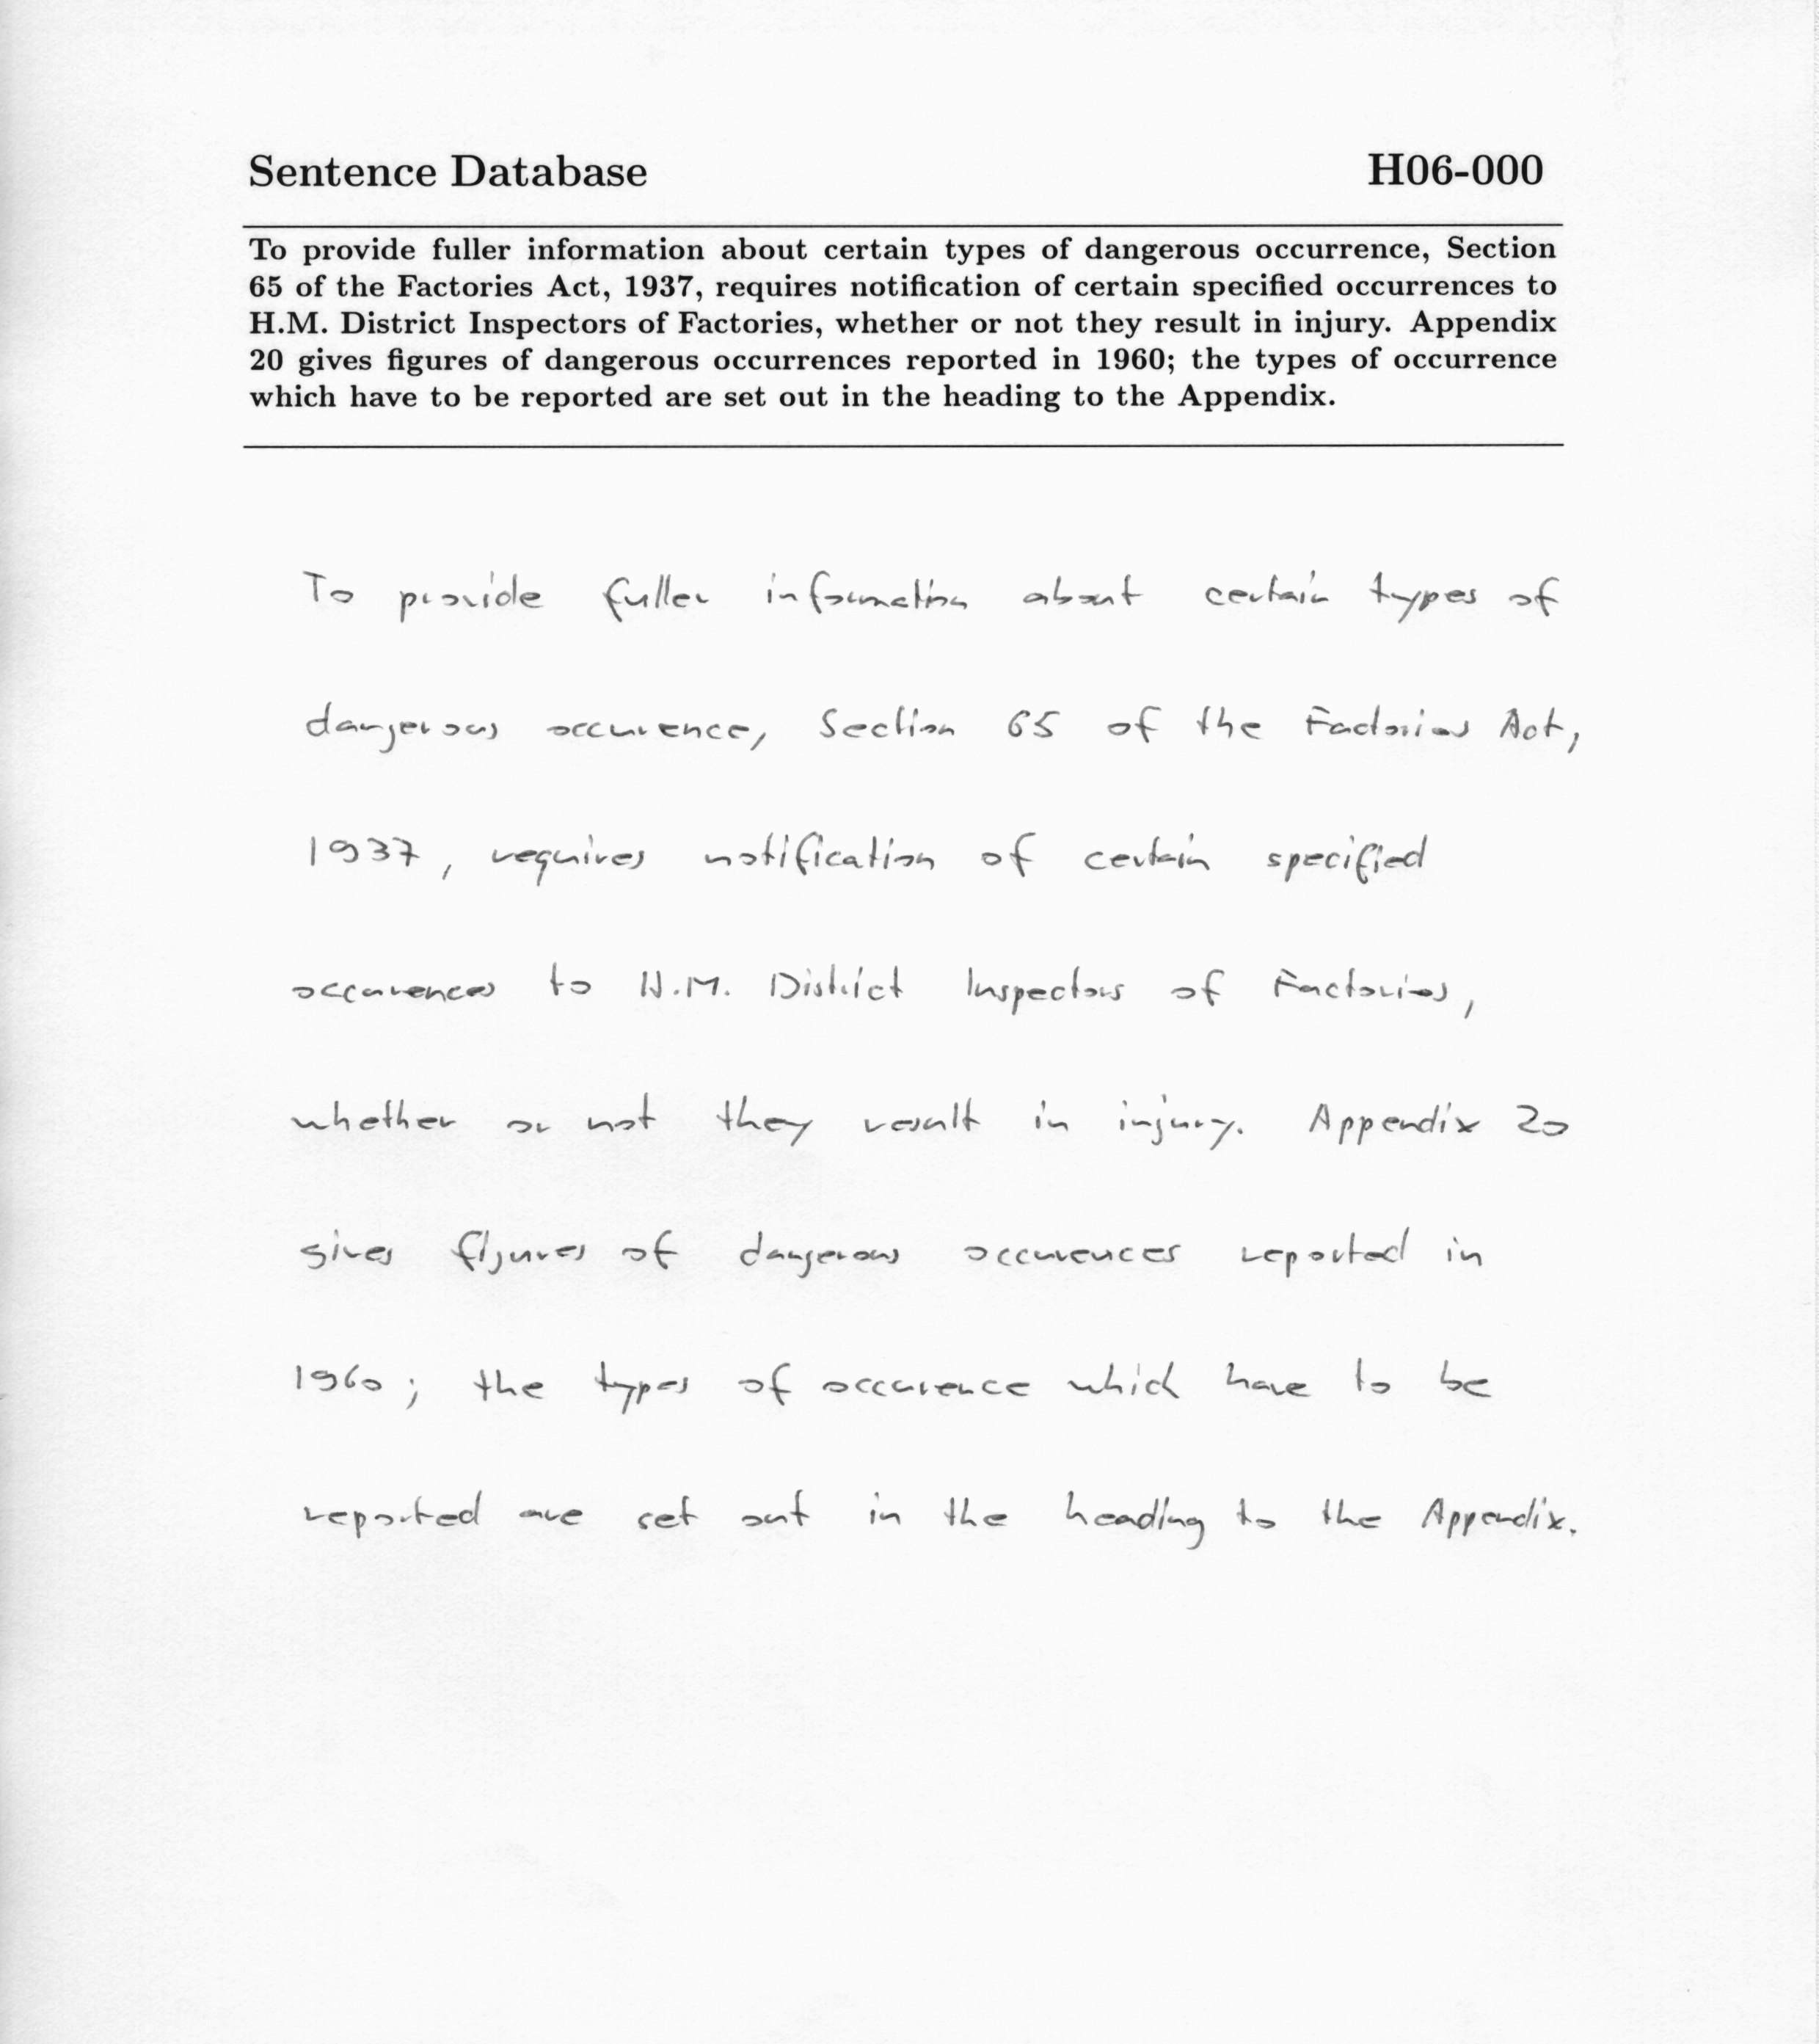 Sentence Database H06-000
To provide fuller information about certain types of dangerous occurrence, Section
65 of the Factories Act, 1937, requires notification of certain specified occurrences to
H.M. District Inspectors of Factories, whether or not they result in injury. Appendix
20 gives figures of dangerous occurrences reported in 1960; the types of occurrence
which have to be reported are set out in the heading to the Appendix.
To provide fuller information about certain types of
dangerous occurence, Section 65 of the Factories Act,
1937, requires notification of certain specified
occurences to H.M. District Inspectors of Factories,
whether or not they result in injury. Appendix 20
gives figures of dangerous occurences reported in
1960; the types of occurence which have to be
reported are set out in the heading to the Appendix.